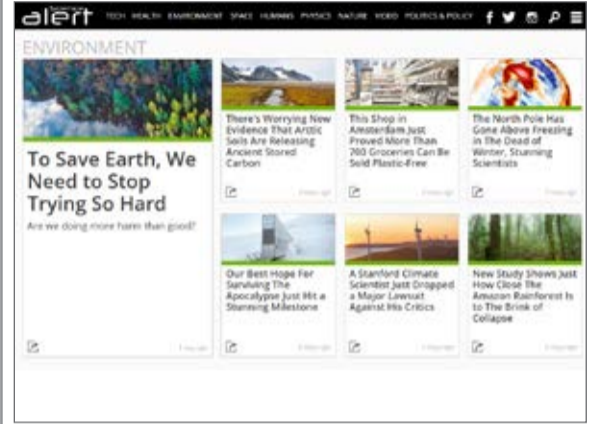 science
alert
TECH HEALTH ENVIRONMENT SPACE HUMANS PHYSICS NATURE VIDEO POLITICS & POLICY
ENVIRONMENT
To Save Earth, We
Need to Stop
Trying So Hard
Are we doing more harm than good?
There's Worrying New
Evidence That Arctic
Soils Are Releasing
Ancient Stored
Carbon
This Shop in
Amsterdam Just
Proved More Than
700 Groceries Can Be
Sold Plastic-Free
The North Pole Has
Gone Above Freezing
in The Dead of
Winter, Stunning
Scientists
Our Best Hope For
Surviving The
Apocalypse Just Hit a
Stunning Milestone
A Stanford Climate
Scientist Just Dropped
a Major Lawsuit
Against His Critics
New Study Shows Just
How Close The
Amazon Rainforest Is
to The Brink of
Collapse